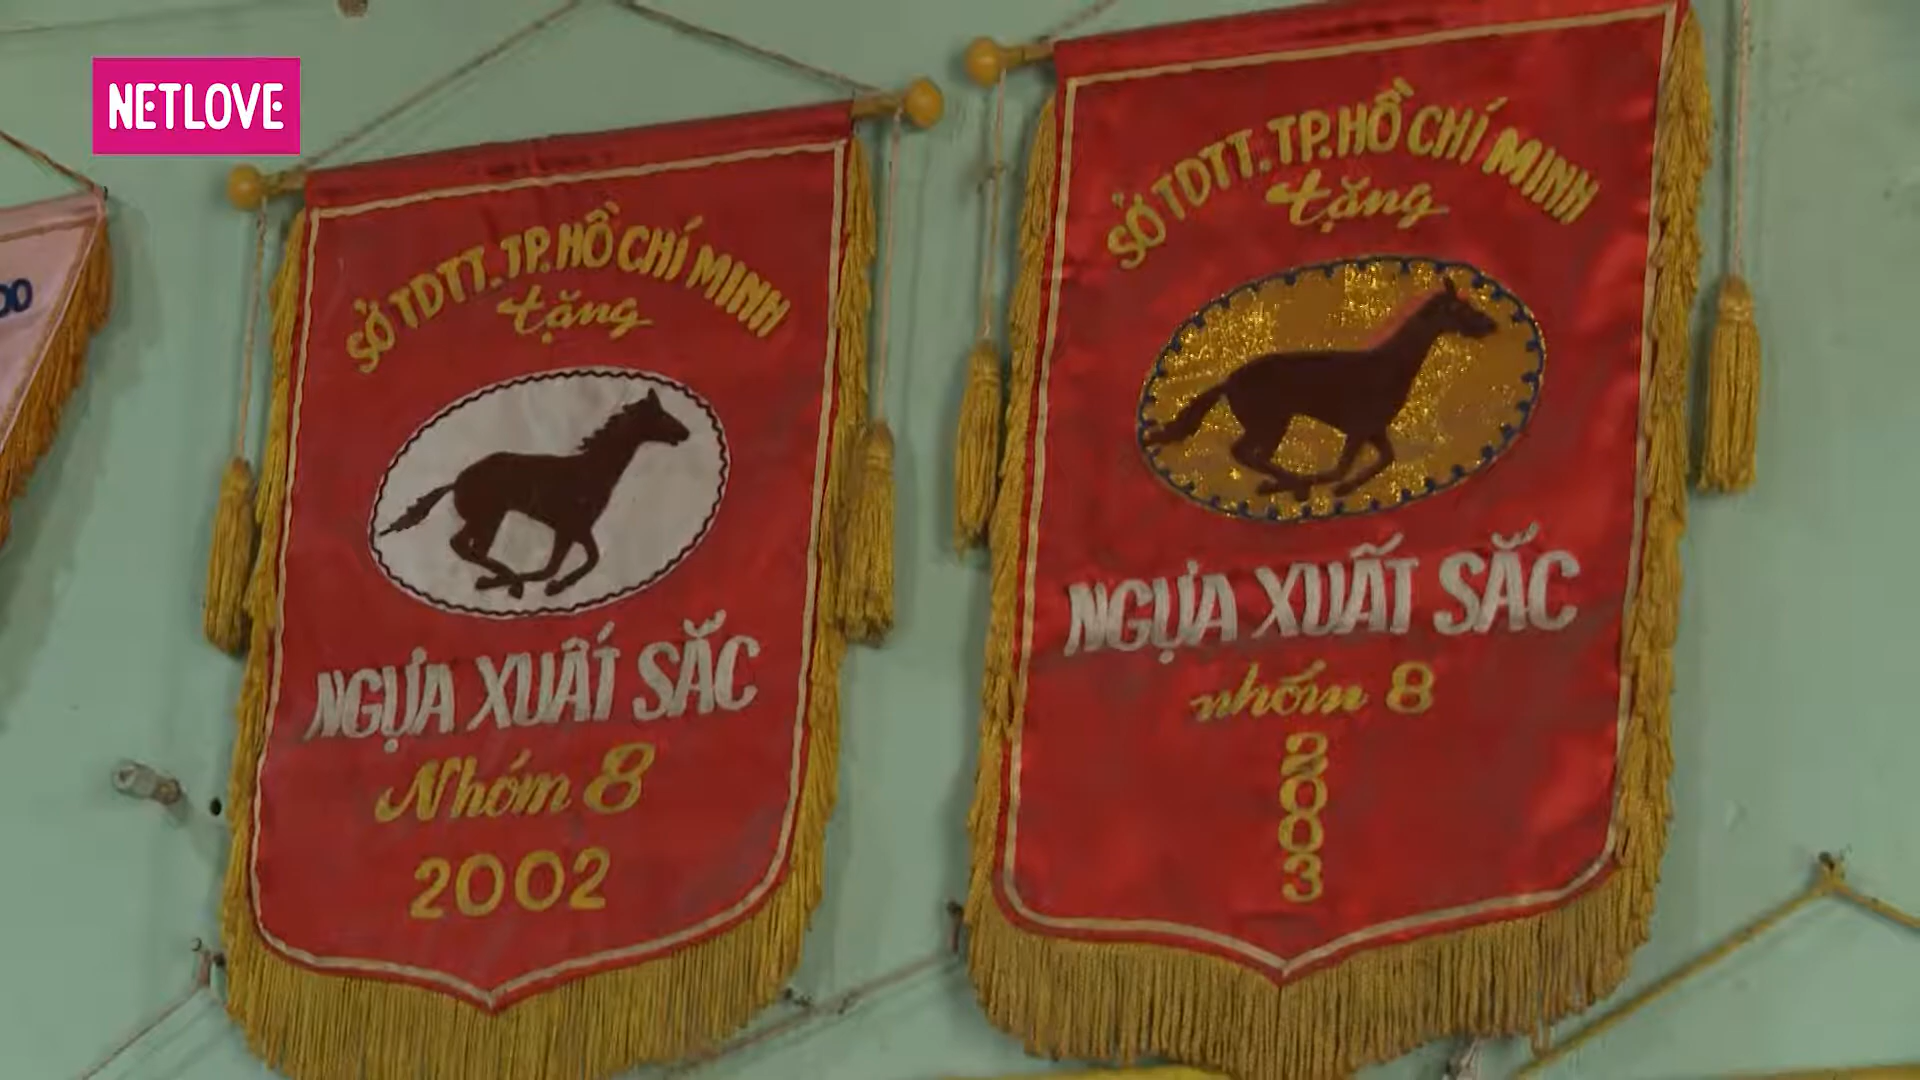 NETLOVE
SỞ TDTT.TP.HỒ CHÍ MINH
tặng
NGỰA XUẤT SẮC
Nhóm 8
2002
SỞ TDTT.TP.HỒ CHÍ MINH
tặng
NGỰA XUẤT SẮC
nhóm 8
2003